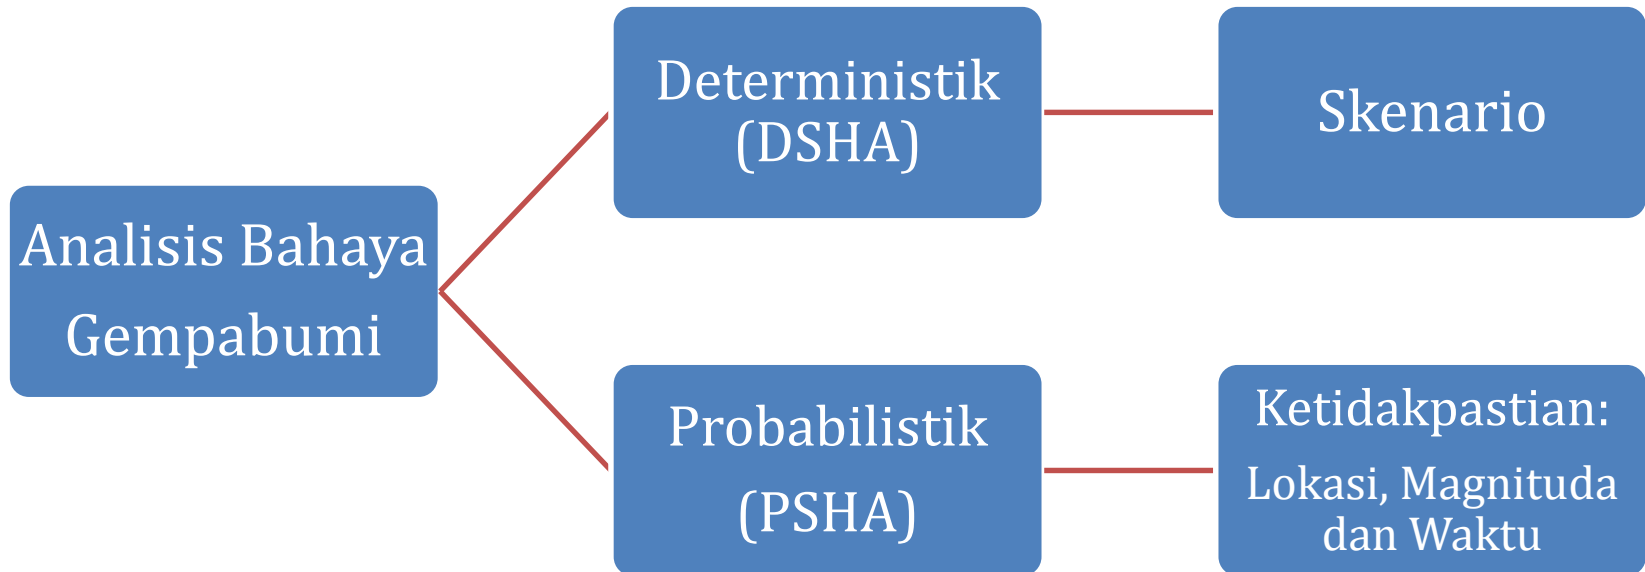 Analisis Bahaya
Gempabumi
Deterministik
(DSHA)
Skenario
Probabilistik
(PSHA)
Ketidakpastian:
Lokasi, Magnituda
dan Waktu